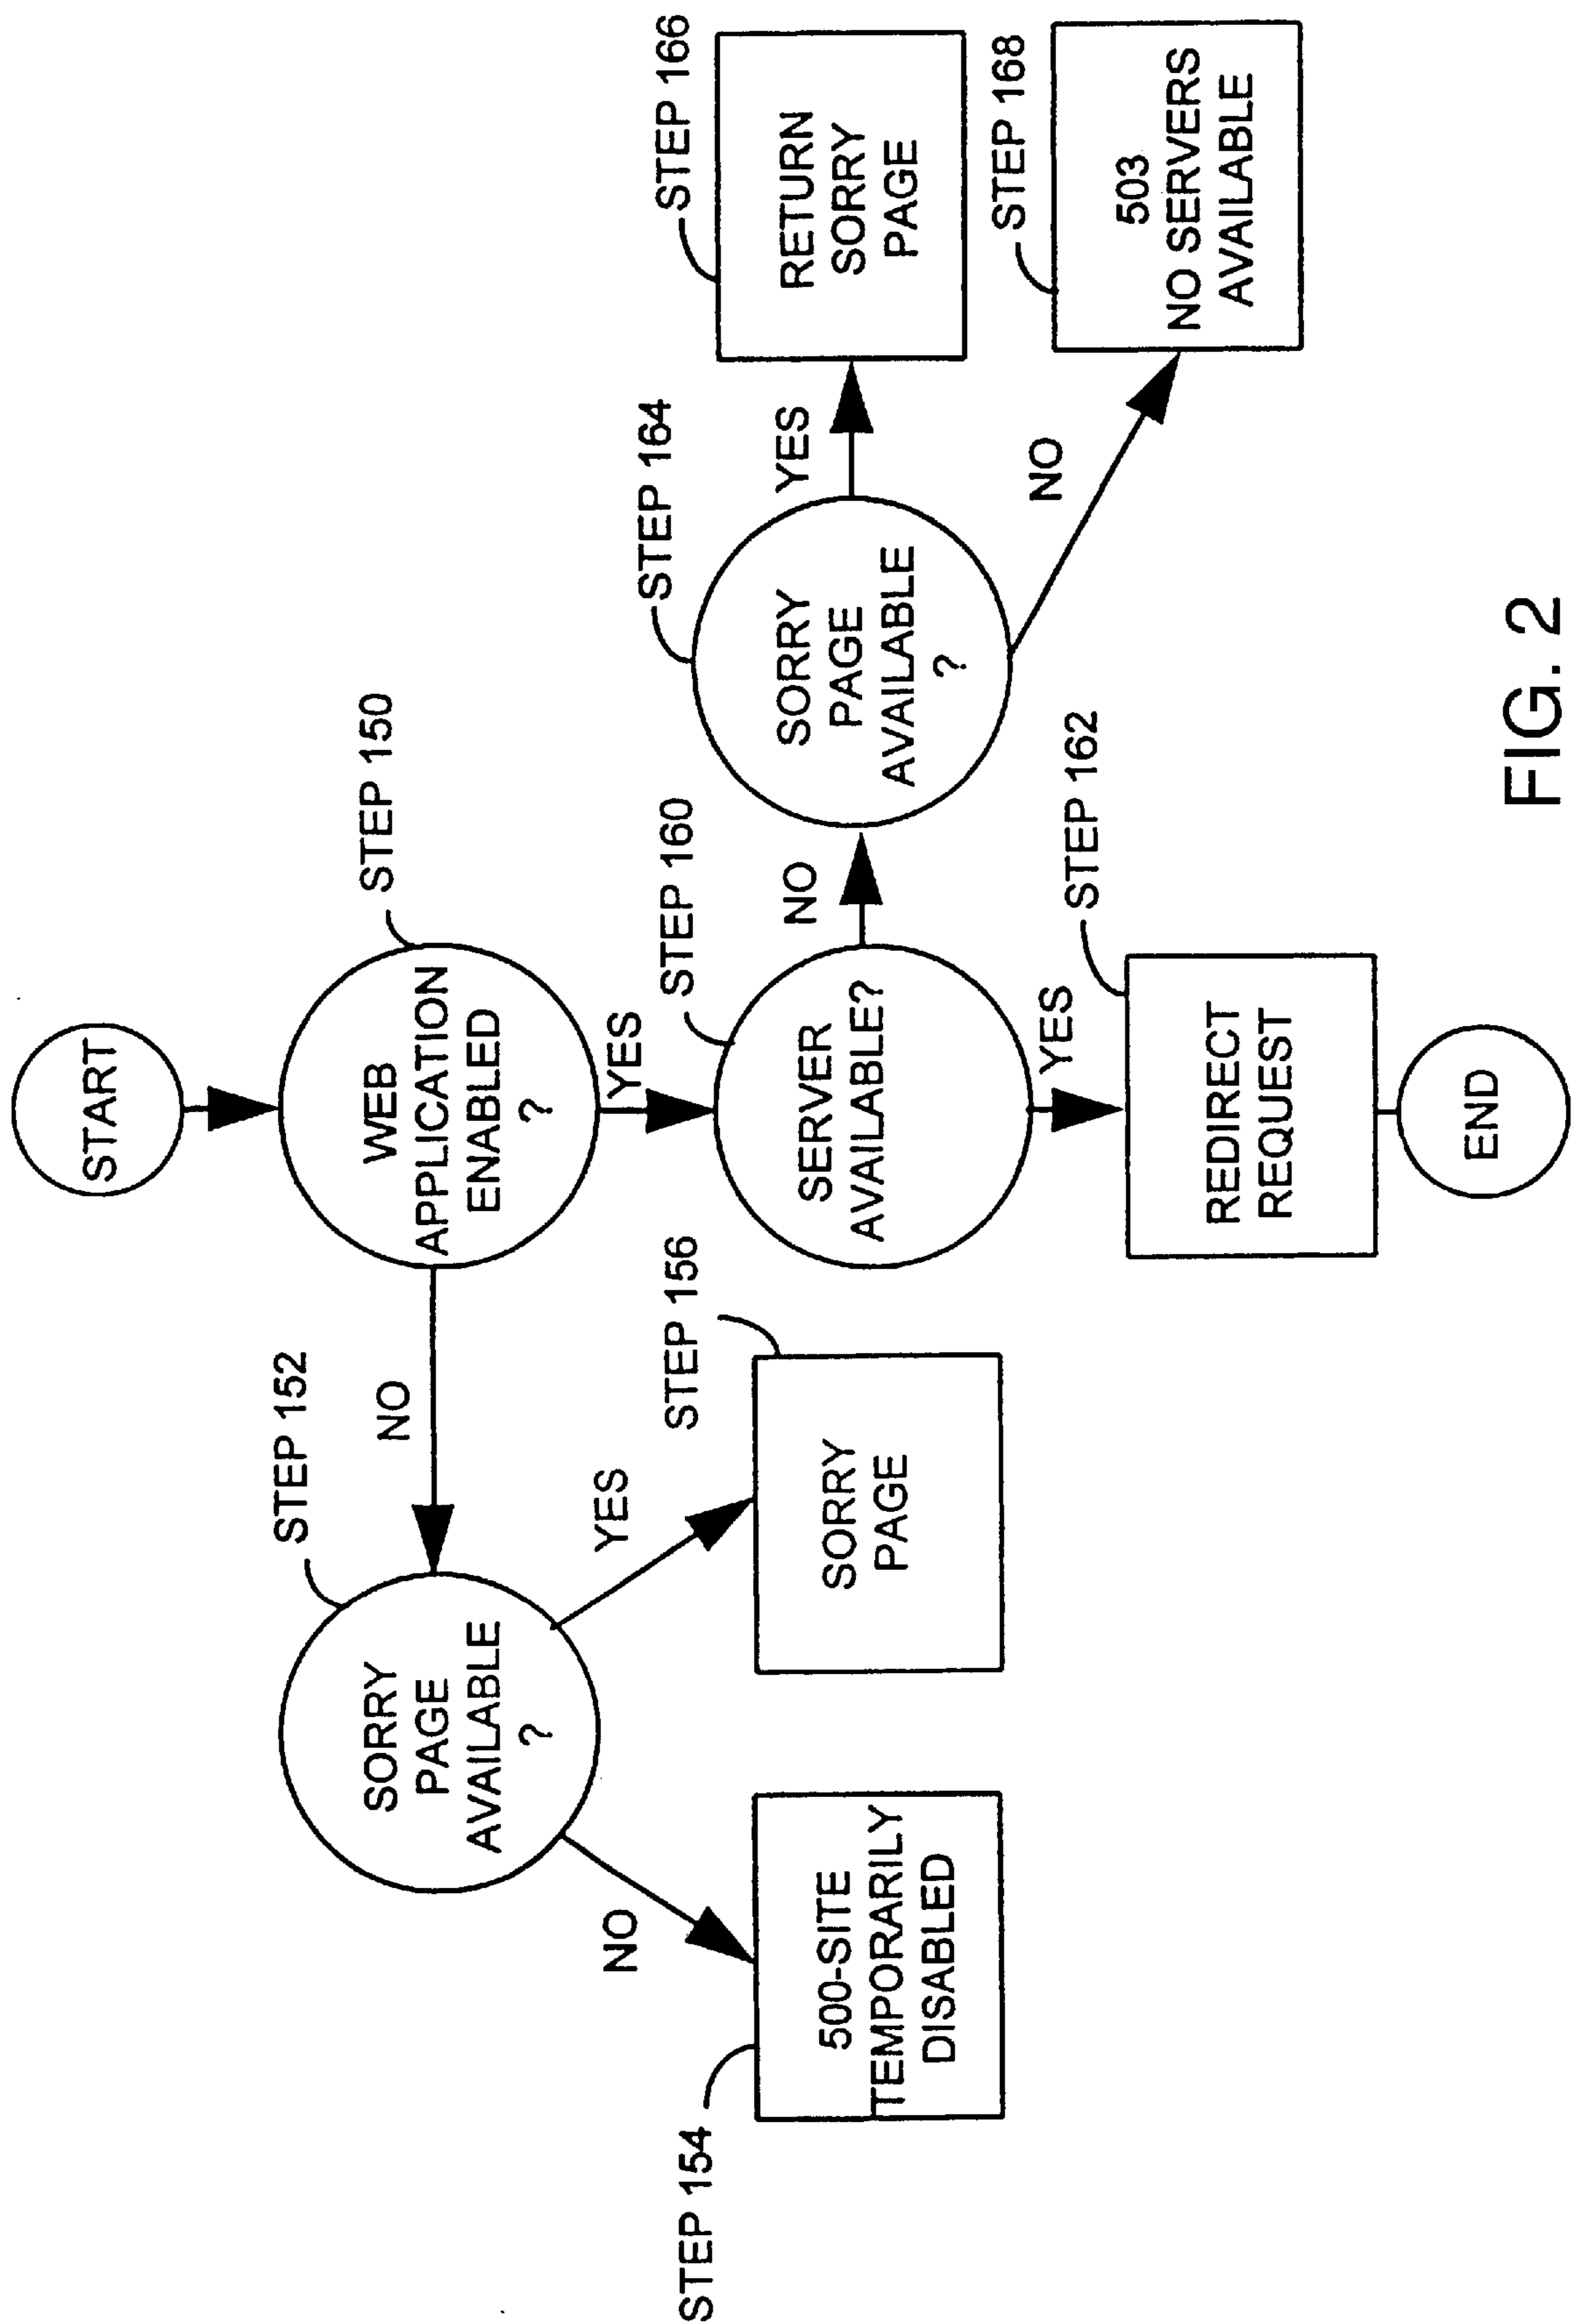 START
STEP 150
WEB
APPLICATION
ENABLED
?
NO
YES
STEP 152
SORRY
PAGE
AVAILABLE
?
NO
YES
STEP 154
500-SITE
TEMPORARILY
DISABLED
STEP 156
SORRY
PAGE
STEP 160
SERVER
AVAILABLE?
NO
YES
STEP 162
REDIRECT
REQUEST
END
STEP 164
SORRY
PAGE
AVAILABLE
?
YES
NO
STEP 166
RETURN
SORRY
PAGE
STEP 168
503
NO SERVERS
AVAILABLE
FIG. 2